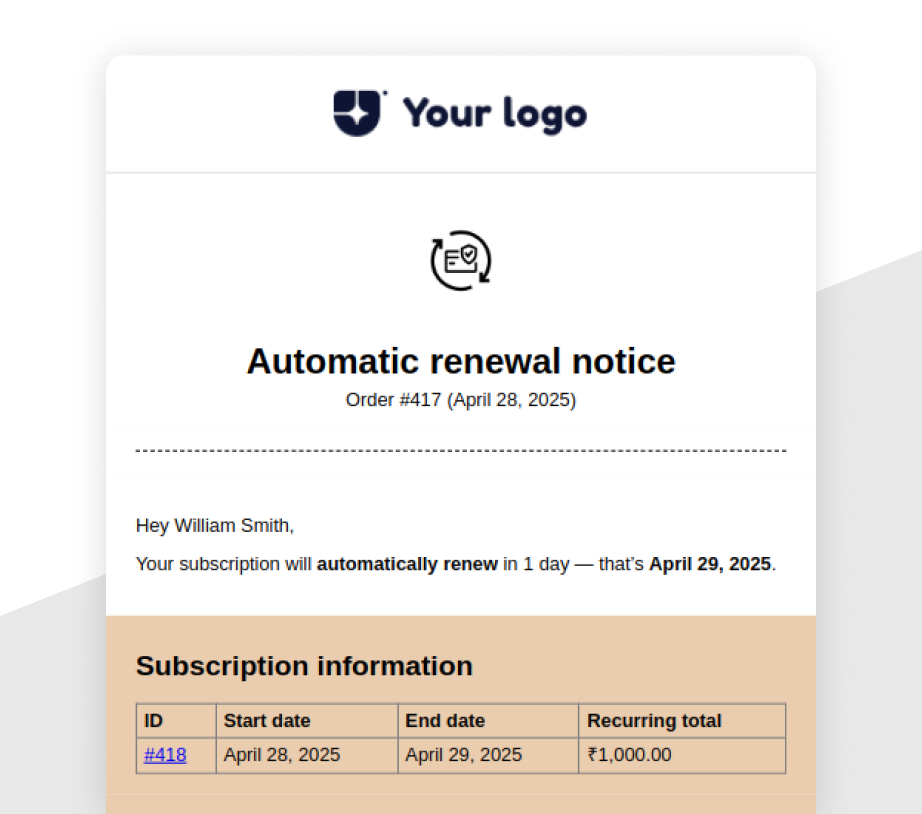 Your logo
Automatic renewal notice
Order #417 (April 28, 2025)
Hey William Smith,
Your subscription will automatically renew in 1 day — that’s April 29, 2025.
Subscription information
ID Start date End date Recurring total
#418 April 28, 2025 April 29, 2025 ₹1,000.00